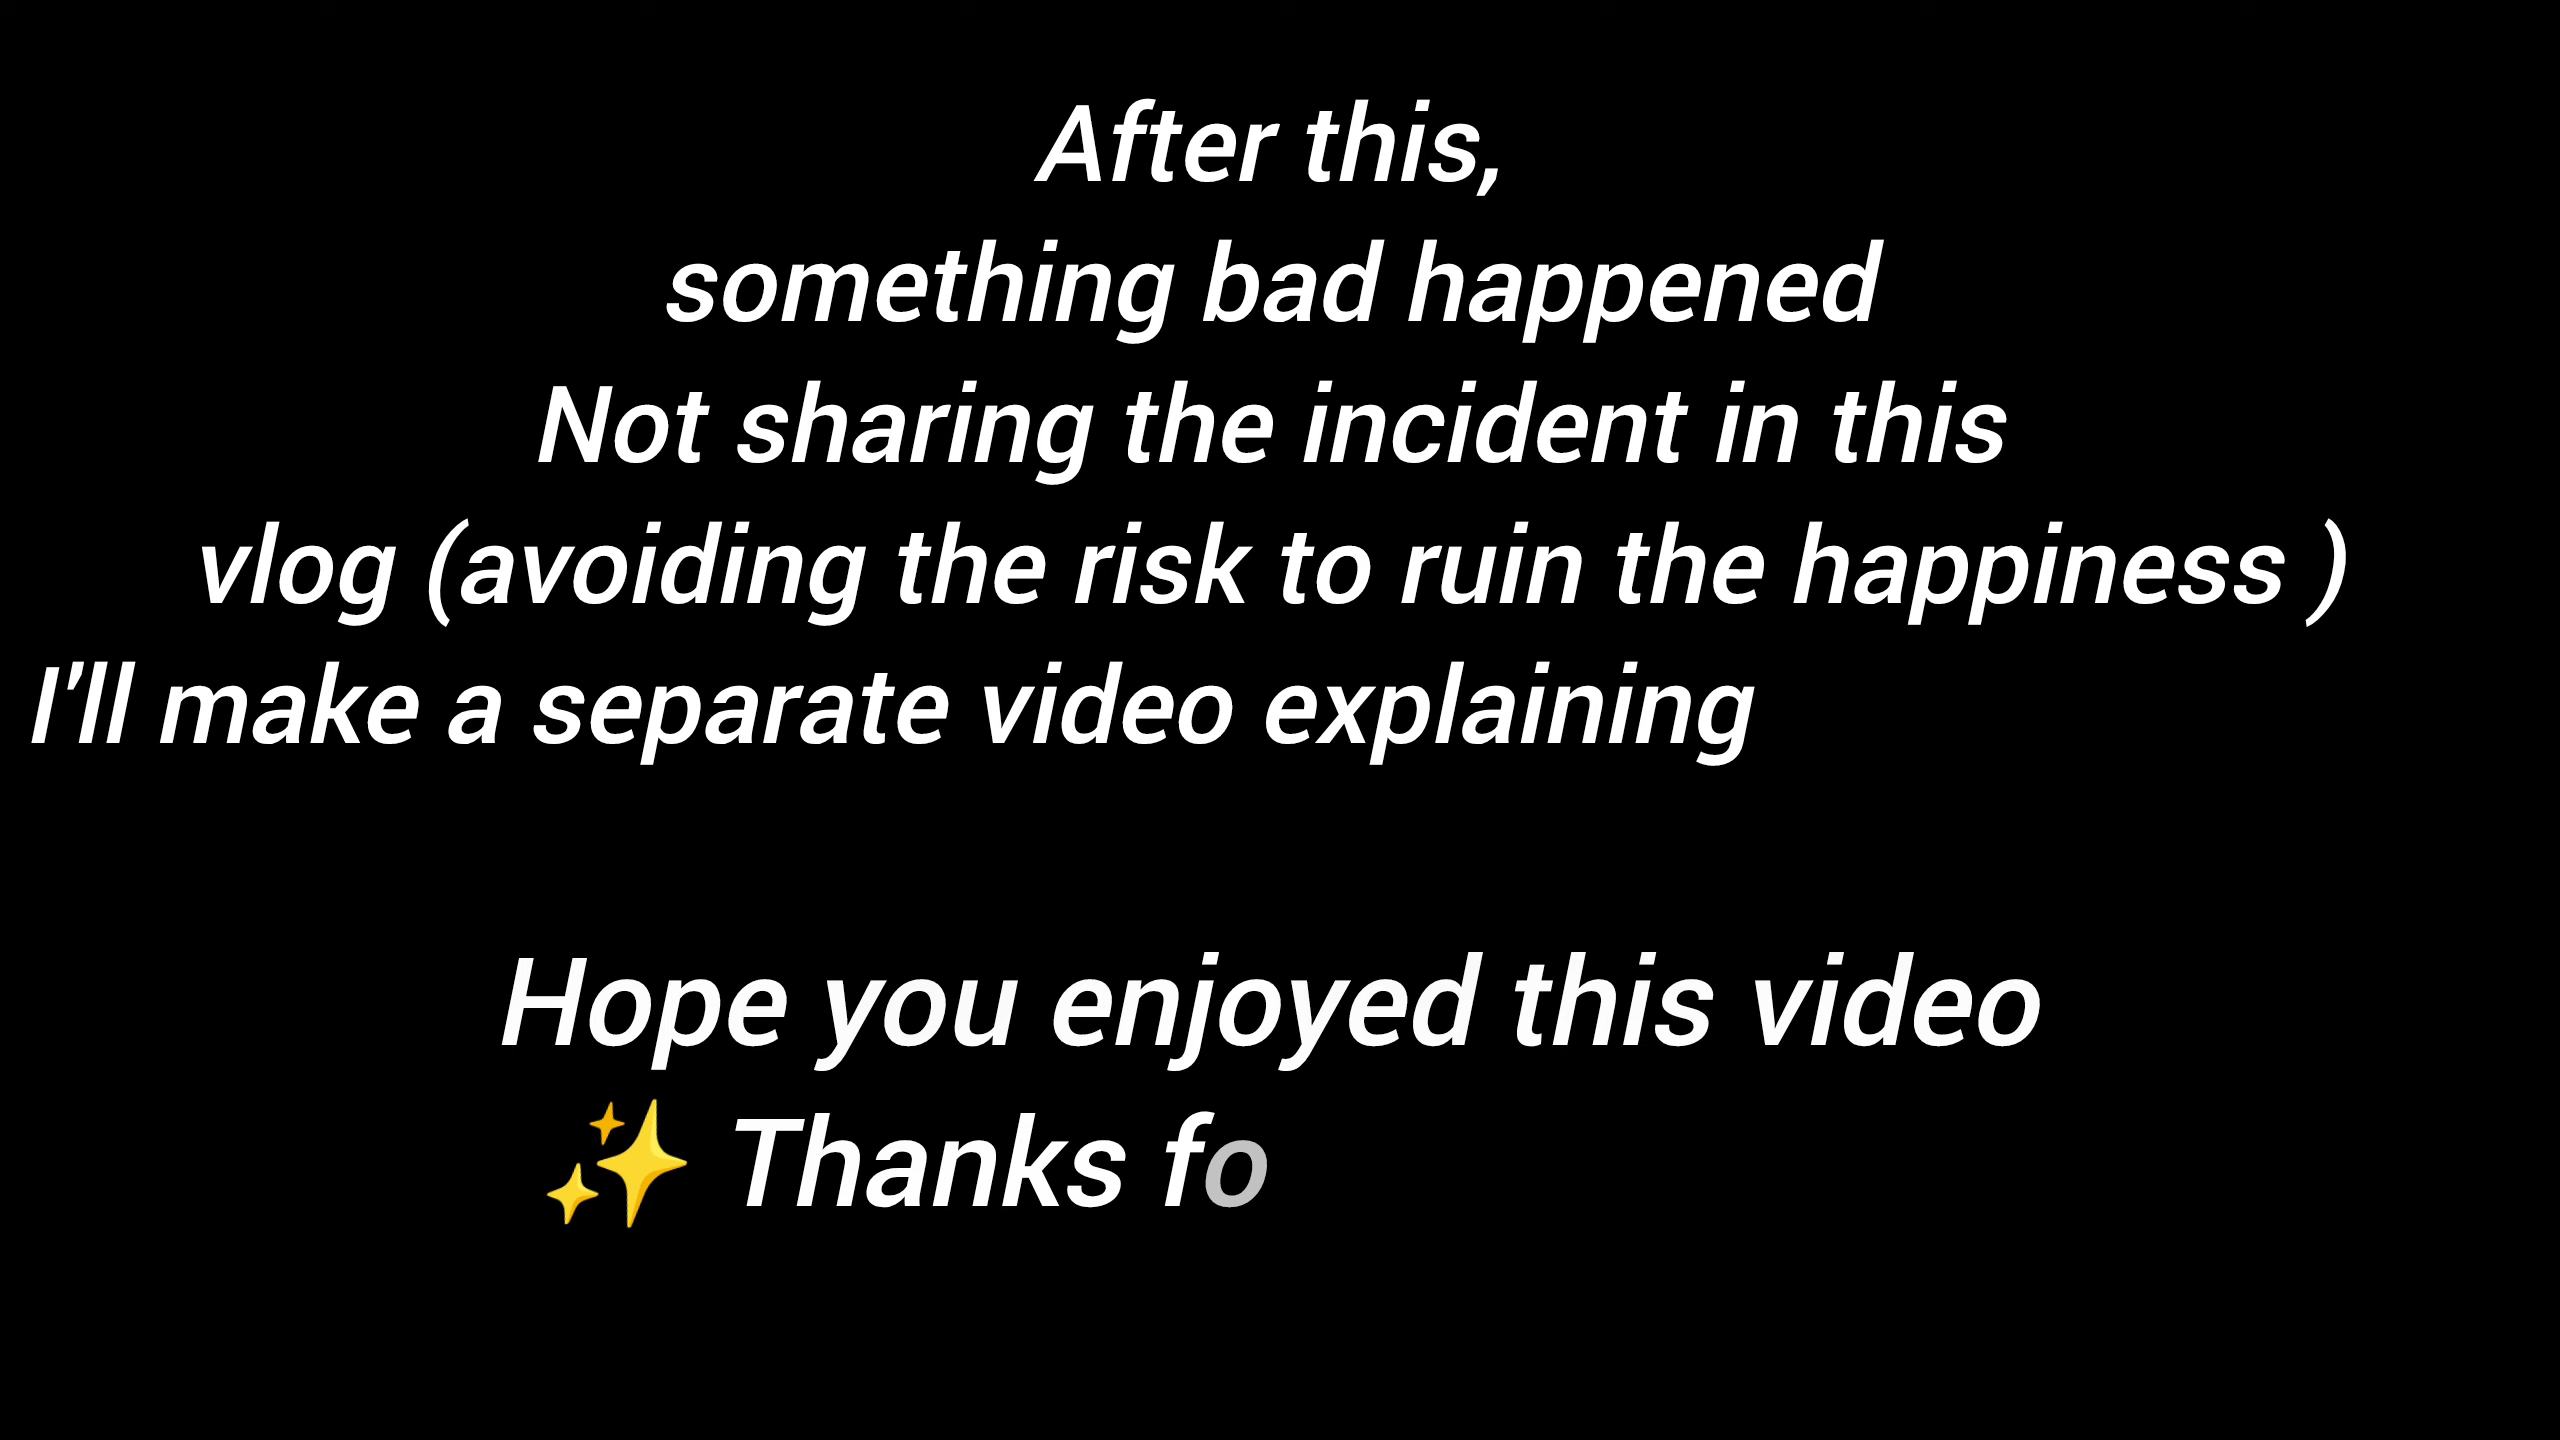 After this,
something bad happened
Not sharing the incident in this
vlog (avoiding the risk to ruin the happiness )
I'll make a separate video explaining
Hope you enjoyed this video
✨ Thanks fo